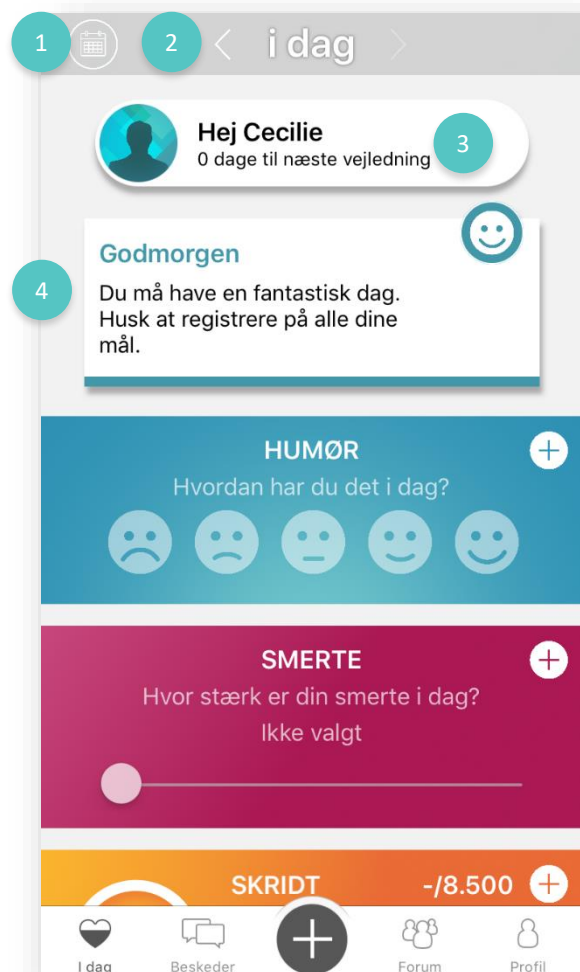 1
2
i dag
Hej Cecilie
0 dage til næste vejledning
3
Godmorgen
4
Du må have en fantastisk dag.
Husk at registrere på alle dine
mål.
HUMØR
Hvordan har du det i dag?
SMERTE
Hvor stærk er din smerte i dag?
Ikke valgt
SKRIDT
-/8.500
I dag
Beskeder
Forum
Profil